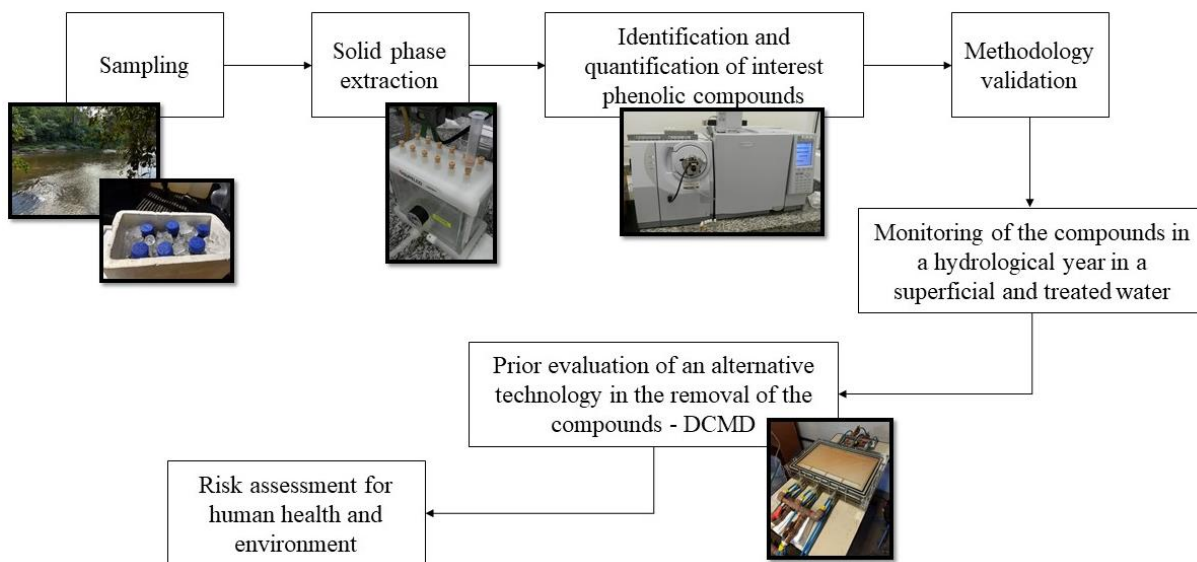 Sampling
Solid phase
extraction
Identification and
quantification of interest
phenolic compounds
Methodology
validation
Monitoring of the compounds in
a hydrological year in a
superficial and treated water
Prior evaluation of an alternative
technology in the removal of the
compounds - DCMD
Risk assessment for
human health and
environment